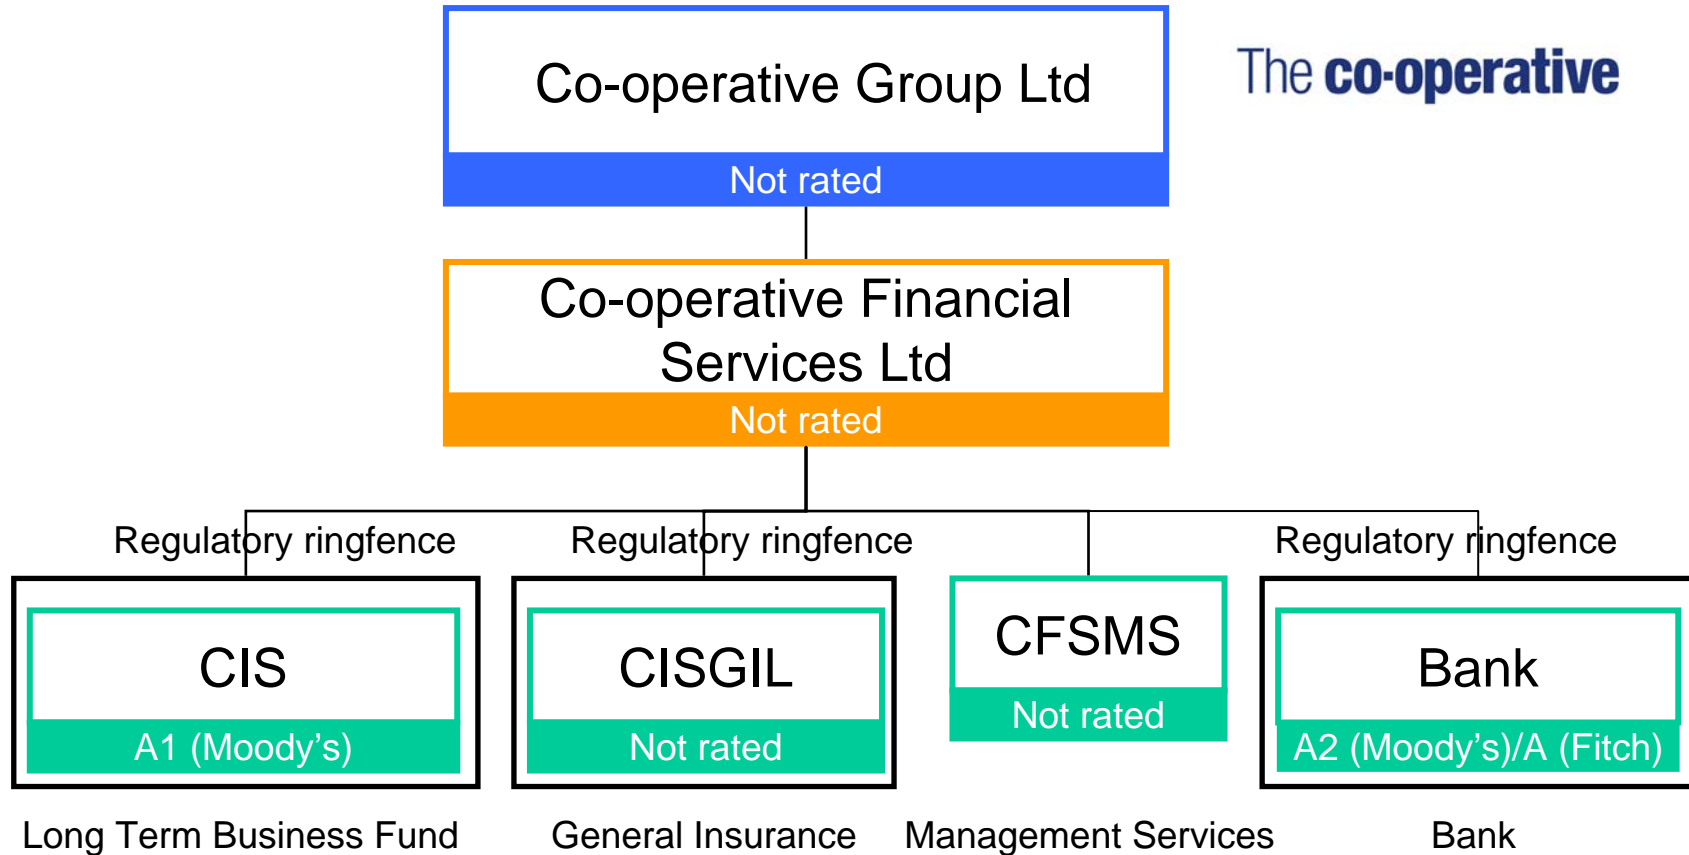 Co-operative Group Ltd
The co-operative
Not rated
Co-operative Financial
Services Ltd
Not rated
Regulatory ringfence
Regulatory ringfence
Regulatory ringfence
CIS
A1 (Moody’s)
CISGIL
Not rated
CFSMS
Not rated
Bank
A2 (Moody’s)/A (Fitch)
Long Term Business Fund
General Insurance
Management Services
Bank